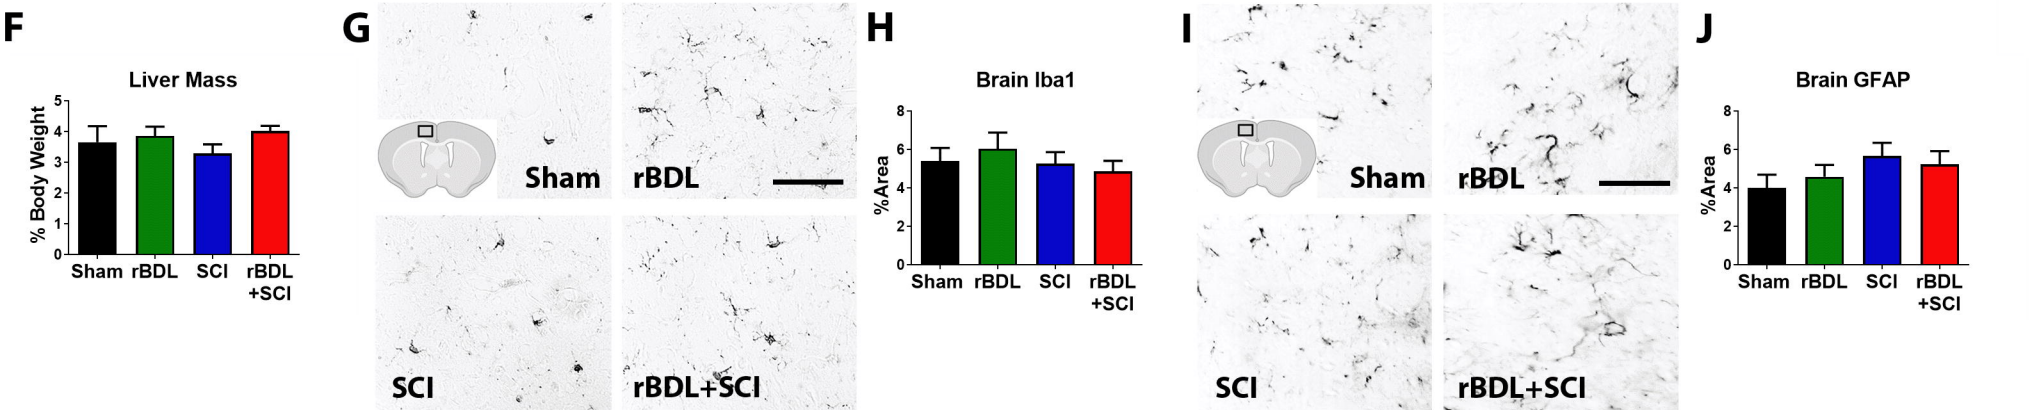 F
Liver Mass
% Body Weight
5
4
3
2
1
0
Sham
rBDL
SCI
rBDL
+SCI
G
Sham
rBDL
SCI
rBDL+SCI
H
Brain Iba1
%Area
8
6
4
2
0
Sham
rBDL
SCI
rBDL
+SCI
I
Sham
rBDL
SCI
rBDL+SCI
J
Brain GFAP
%Area
8
6
4
2
0
Sham
rBDL
SCI
rBDL
+SCI